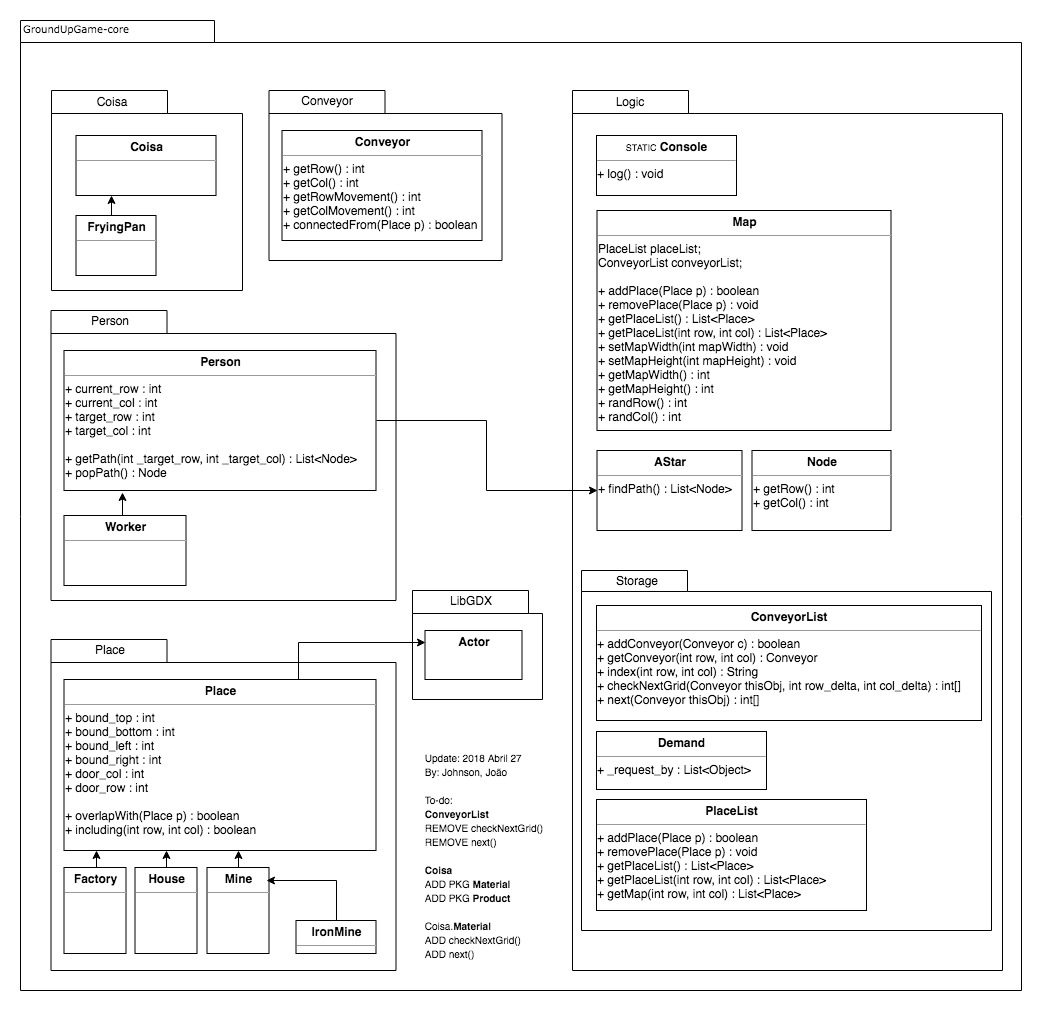 GroundUpGame-core
Coisa
Coisa
FryingPan
Conveyor
Conveyor
+ getRow() : int
+ getCol() : int
+ getRowMovement() : int
+ getColMovement() : int
+ connectedFrom(Place p) : boolean
Person
Person
+ current_row : int
+ current_col : int
+ target_row : int
+ target_col : int
+ getPath(int _target_row, int _target_col) : List<Node>
+ popPath() : Node
Worker
LibGDX
Actor
Place
Place
+ bound_top : int
+ bound_bottom : int
+ bound_left : int
+ bound_right : int
+ door_col : int
+ door_row : int
+ overlapWith(Place p) : boolean
+ including(int row, int col) : boolean
Factory
House
Mine
IronMine
Update: 2018 Abril 27
By: Johnson, João
To-do:
ConveyorList
REMOVE checkNextGrid()
REMOVE next()
Coisa
ADD PKG Material
ADD PKG Product
Coisa.Material
ADD checkNextGrid()
ADD next()
Logic
STATIC Console
+ log() : void
Map
PlaceList placeList;
ConveyorList conveyorList;
+ addPlace(Place p) : boolean
+ removePlace(Place p) : void
+ getPlaceList() : List<Place>
+ getPlaceList(int row, int col) : List<Place>
+ setMapWidth(int mapWidth) : void
+ setMapHeight(int mapHeight) : void
+ getMapWidth() : int
+ getMapHeight() : int
+ randRow() : int
+ randCol() : int
AStar
+ findPath() : List<Node>
Node
+ getRow() : int
+ getCol() : int
Storage
ConveyorList
+ addConveyor(Conveyor c) : boolean
+ getConveyor(int row, int col) : Conveyor
+ index(int row, int col) : String
+ checkNextGrid(Conveyor thisObj, int row_delta, int col_delta) : int[]
+ next(Conveyor thisObj) : int[]
Demand
+ _request_by : List<Object>
PlaceList
+ addPlace(Place p) : boolean
+ removePlace(Place p) : void
+ getPlaceList() : List<Place>
+ getPlaceList(int row, int col) : List<Place>
+ getMap(int row, int col) : List<Place>